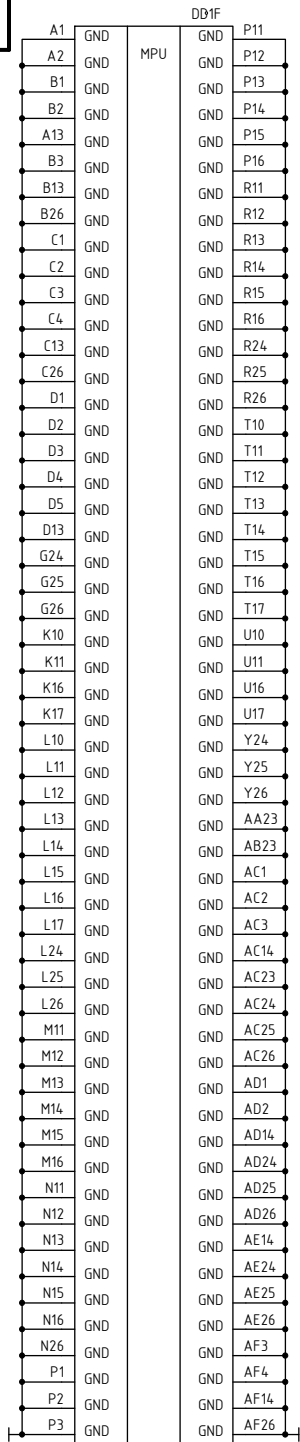 DD1F
A1 GND MPU GND P11
A2 GND GND P12
B1 GND GND P13
B2 GND GND P14
A13 GND GND P15
B3 GND GND P16
B13 GND GND R11
B26 GND GND R12
C1 GND GND R13
C2 GND GND R14
C3 GND GND R15
C4 GND GND R16
C13 GND GND R24
C26 GND GND R25
D1 GND GND R26
D2 GND GND T10
D3 GND GND T11
D4 GND GND T12
D5 GND GND T13
D13 GND GND T14
G24 GND GND T15
G25 GND GND T16
G26 GND GND T17
K10 GND GND U10
K11 GND GND U11
K16 GND GND U16
K17 GND GND U17
L10 GND GND Y24
L11 GND GND Y25
L12 GND GND Y26
L13 GND GND AA23
L14 GND GND AB23
L15 GND GND AC1
L16 GND GND AC2
L17 GND GND AC3
L24 GND GND AC14
L25 GND GND AC23
L26 GND GND AC24
M11 GND GND AC25
M12 GND GND AC26
M13 GND GND AD1
M14 GND GND AD2
M15 GND GND AD14
M16 GND GND AD24
N11 GND GND AD25
N12 GND GND AD26
N13 GND GND AE14
N14 GND GND AE24
N15 GND GND AE25
N16 GND GND AE26
N26 GND GND AF3
P1 GND GND AF4
P2 GND GND AF14
P3 GND GND AF26